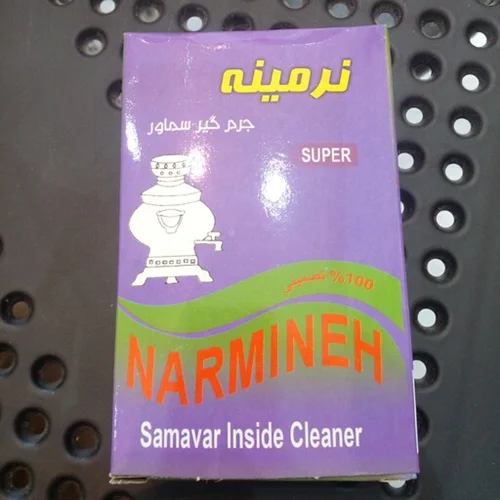 نرمینه
جرم گیر سماور
SUPER
100% تضمینی
NARMINEH
Samavar Inside Cleaner